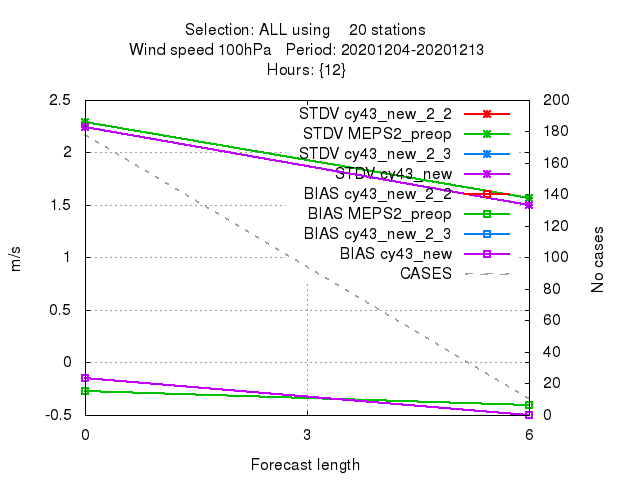 Selection: ALL using 20 stations
Wind speed 100hPa Period: 20201204-20201213
Hours: {12}
2.5
2
1.5
1
0.5
0
-0.5
m/s
200
180
160
140
120
100
80
60
40
20
0
No cases
STDV cy43_new_2_2
STDV MEPS2_preop
STDV cy43_new_2_3
STDV cy43_new
BIAS cy43_new_2_2
BIAS MEPS2_preop
BIAS cy43_new_2_3
BIAS cy43_new
CASES
0 3 6
Forecast length